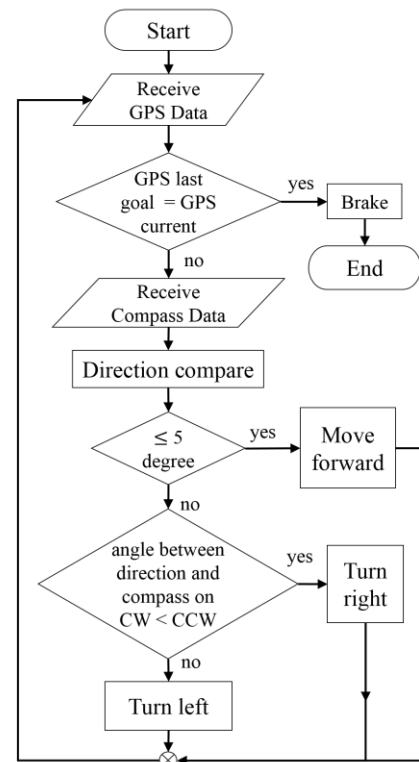 Start
Receive
GPS Data
GPS last
goal = GPS
current
yes
Brake
End
no
Receive
Compass Data
Direction compare
≤ 5
degree
yes
Move
forward
no
angle between
direction and
compass on
CW < CCW
yes
Turn
right
no
Turn left